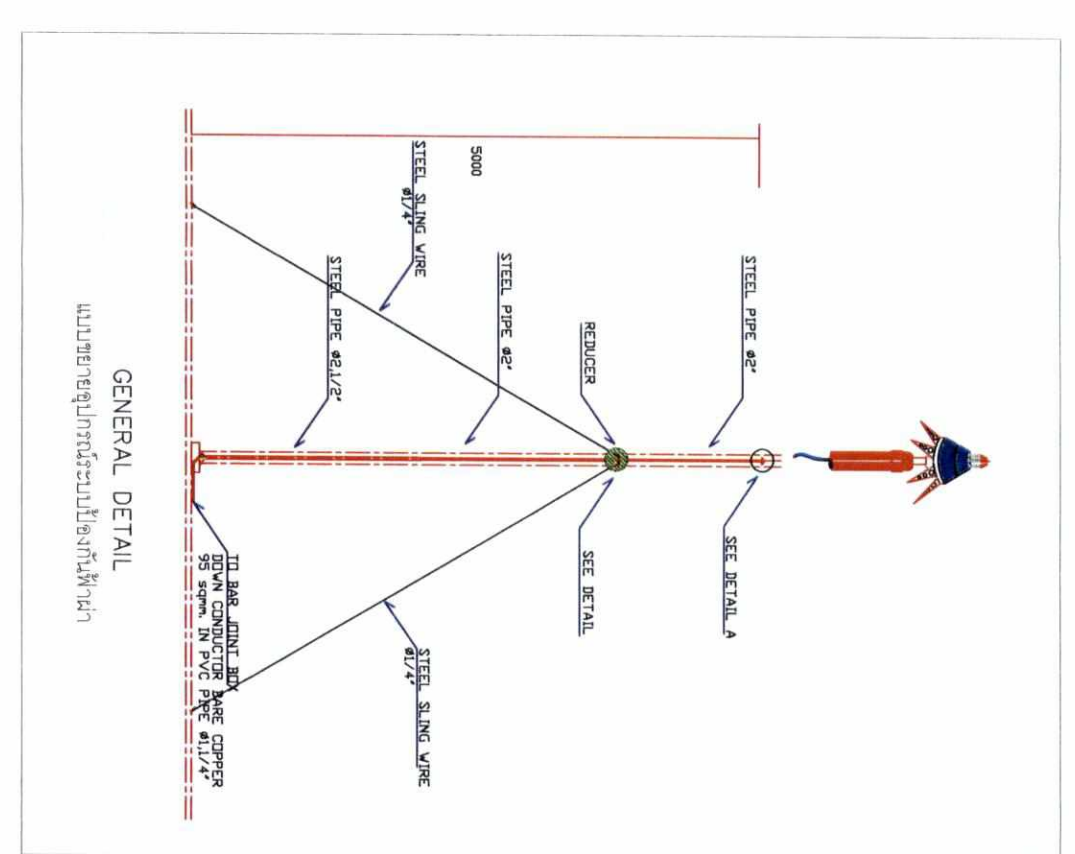 STEEL PIPE ø2"
SEE DETAIL A
REDUCER
SEE DETAIL
5000
STEEL PIPE ø2"
STEEL SLING WIRE
ø1/4"
STEEL SLING WIRE
ø1/4"
STEEL PIPE ø2,1/2"
TO BAR JOINT BOX
DOWN CONDUCTOR BARE COPPER
95 sqmm. IN PVC PIPE ø1,1/4"
GENERAL DETAIL
แบบขยายอุปกรณ์ระบบป้องกันฟ้าผ่า